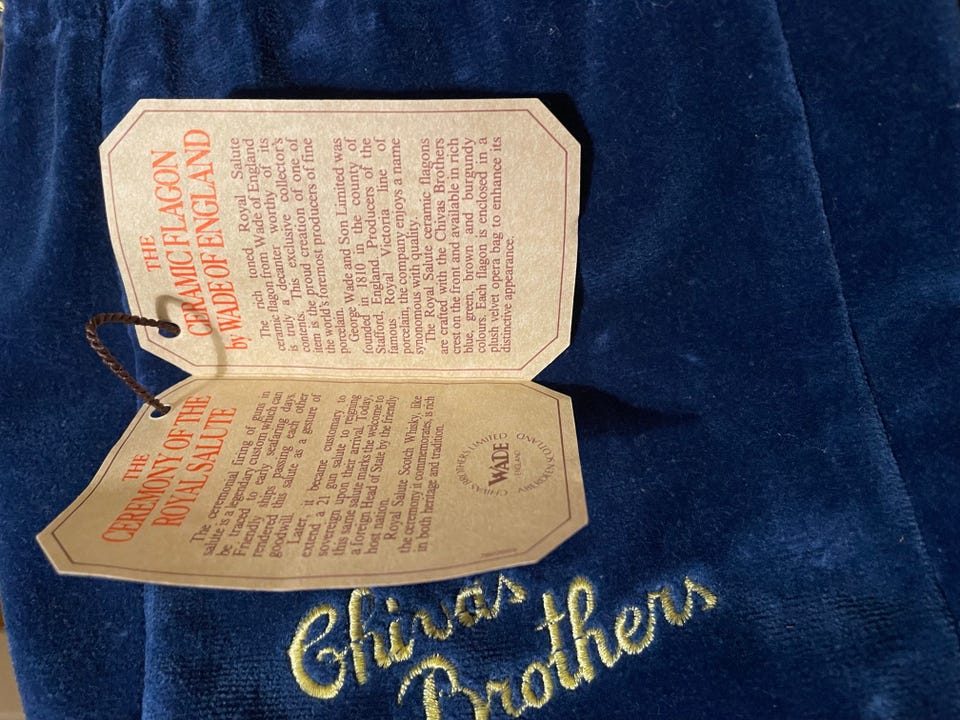 THE
CEREMONY OF THE
ROYAL SALUTE
The ceremonial firing of guns in
salute is a legendary custom which can
be traced to early seafaring days.
Friendly ships passing each other
rendered this salute as a gesture of
goodwill.
Later, it became customary to
extend a 21 gun salute to reigning
sovereign upon their arrival. Today,
this same salute marks the welcome to
a foreign Head of State by the friendly
host nation.
Royal Salute Scotch Whisky, like
the ceremony it commemorates, is rich
in both heritage and tradition.
CHIVAS BROTHERS LIMITED
WADE
ENGLAND
ABERDEEN SCOTLAND
THE
CERAMIC FLAGON
by WADE OF ENGLAND
The rich toned Royal Salute
ceramic flagon from Wade of England
is truly a decanter worthy of its
contents. This exclusive collector's
item is the proud creation of one of
the world's foremost producers of fine
porcelain.
George Wade and Son Limited was
founded in 1810 in the county of
Stafford, England. Producers of the
famous Royal Victoria line of
porcelain, the company enjoys a name
synonomous with quality.
The Royal Salute ceramic flagons
are crafted with the Chivas Brothers
crest on the front and available in rich
blue, green, brown and burgundy
colours. Each flagon is enclosed in a
plush velvet opera bag to enhance its
distinctive appearance.
Chivas
Brothers